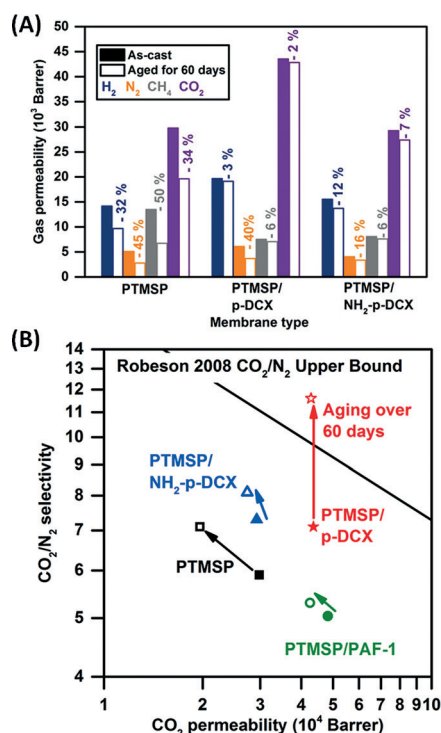 (A)
Gas permeability (10³ Barrer)
50
45
40
35
30
25
20
15
10
5
0
As-cast
Aged for 60 days
H₂ N₂ CH₄ CO₂
- 32 %
- 45 %
- 50 %
- 34 %
- 3 %
- 40%
- 6 %
- 2 %
- 12 %
- 16 %
- 6 %
- 7 %
PTMSP
PTMSP/
p-DCX
PTMSP/
NH₂-p-DCX
Membrane type
(B)
CO₂/N₂ selectivity
14
13
12
11
10
9
8
7
6
5
4
Robeson 2008 CO₂/N₂ Upper Bound
Aging over
60 days
PTMSP/
NH₂-p-DCX
PTMSP/
p-DCX
PTMSP
PTMSP/PAF-1
1 2 3 4 5 6 7 8 9 10
CO₂ permeability (10⁴ Barrer)